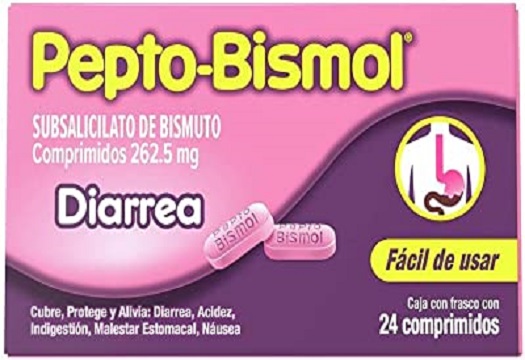 Pepto-Bismol®
SUBSALICILATO DE BISMUTO
Comprimidos 262.5 mg
Diarrea
Pepto
Bismol
Pepto
Bismol
Fácil de usar
Cubre, Protege y Alivia: Diarrea, Acidez,
Indigestión, Malestar Estomacal, Náusea
Caja con frasco con
24 comprimidos